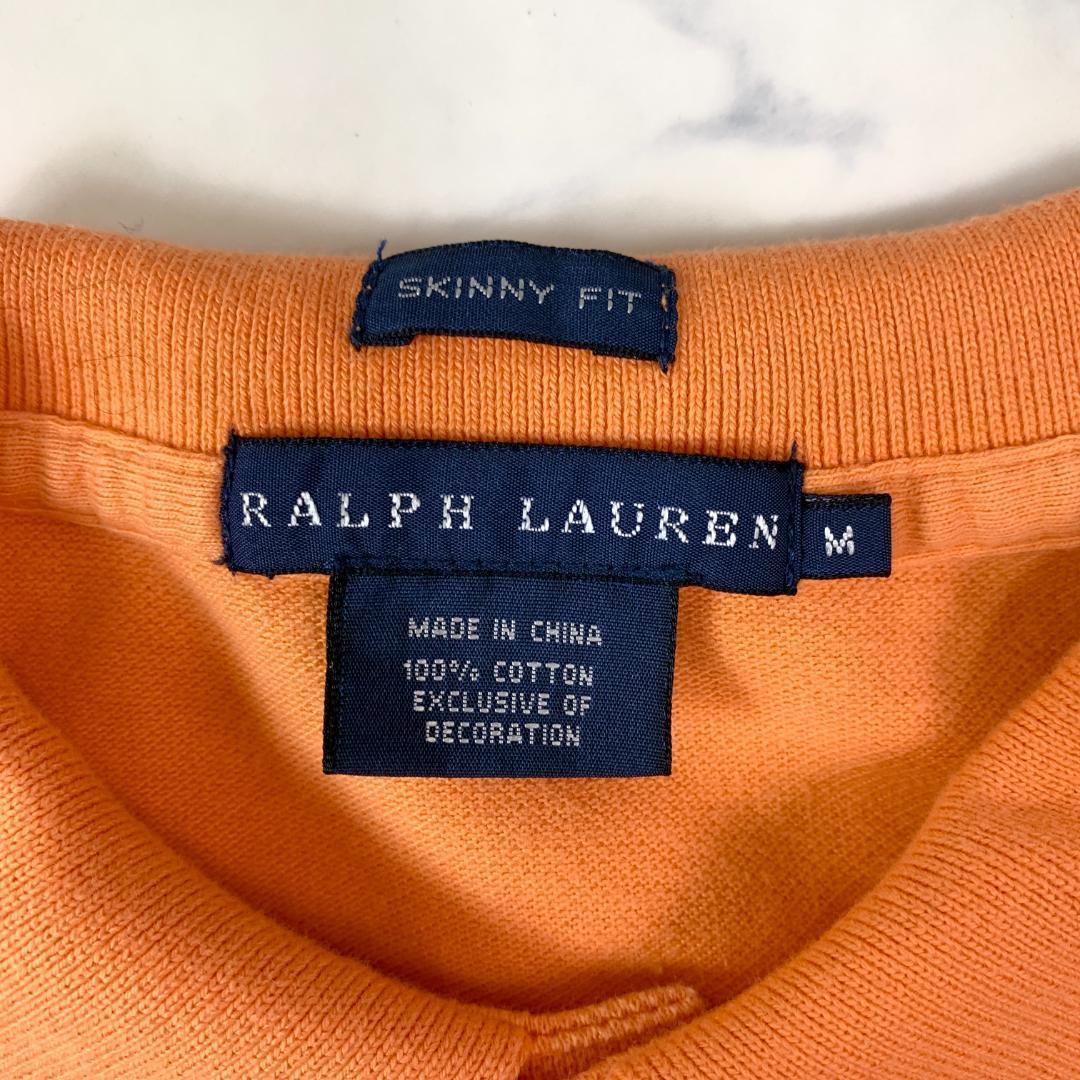 SKINNY FIT
RALPH LAUREN
M
MADE IN CHINA
100% COTTON
EXCLUSIVE OF
DECORATION